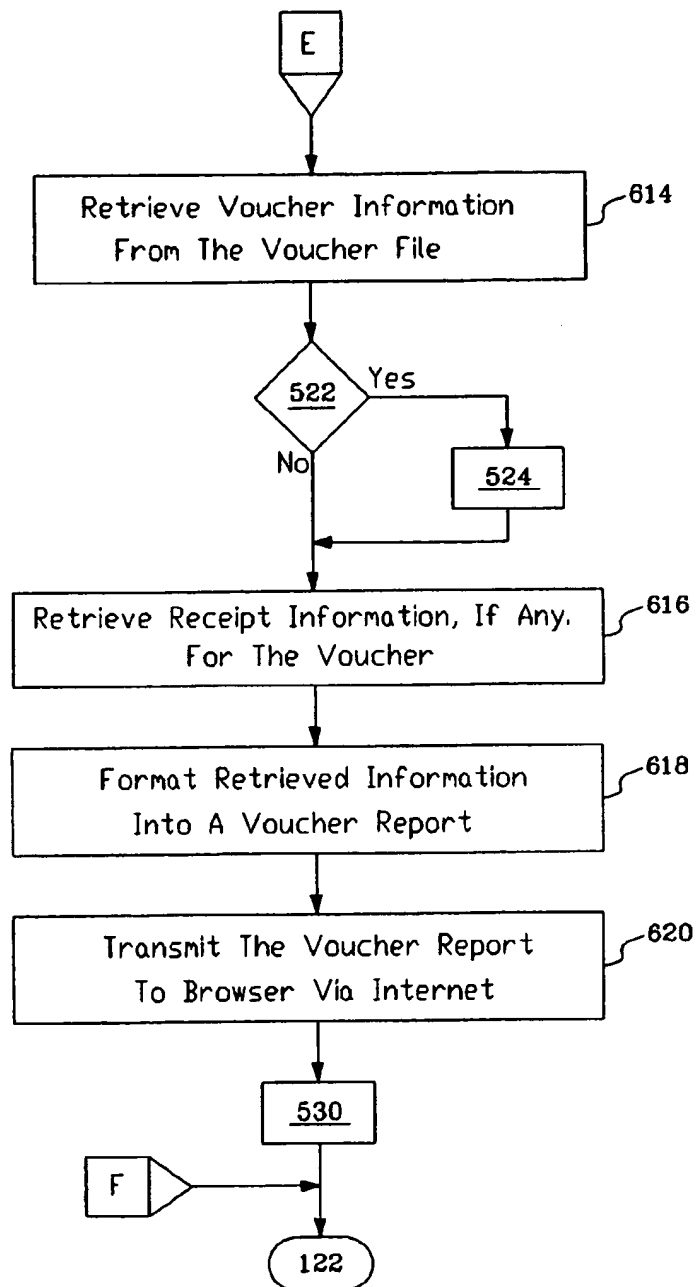 E
Retrieve Voucher Information
From The Voucher File
614
522
Yes
No
524
Retrieve Receipt Information, If Any.
For The Voucher
616
Format Retrieved Information
Into A Voucher Report
618
Transmit The Voucher Report
To Browser Via Internet
620
530
F
122